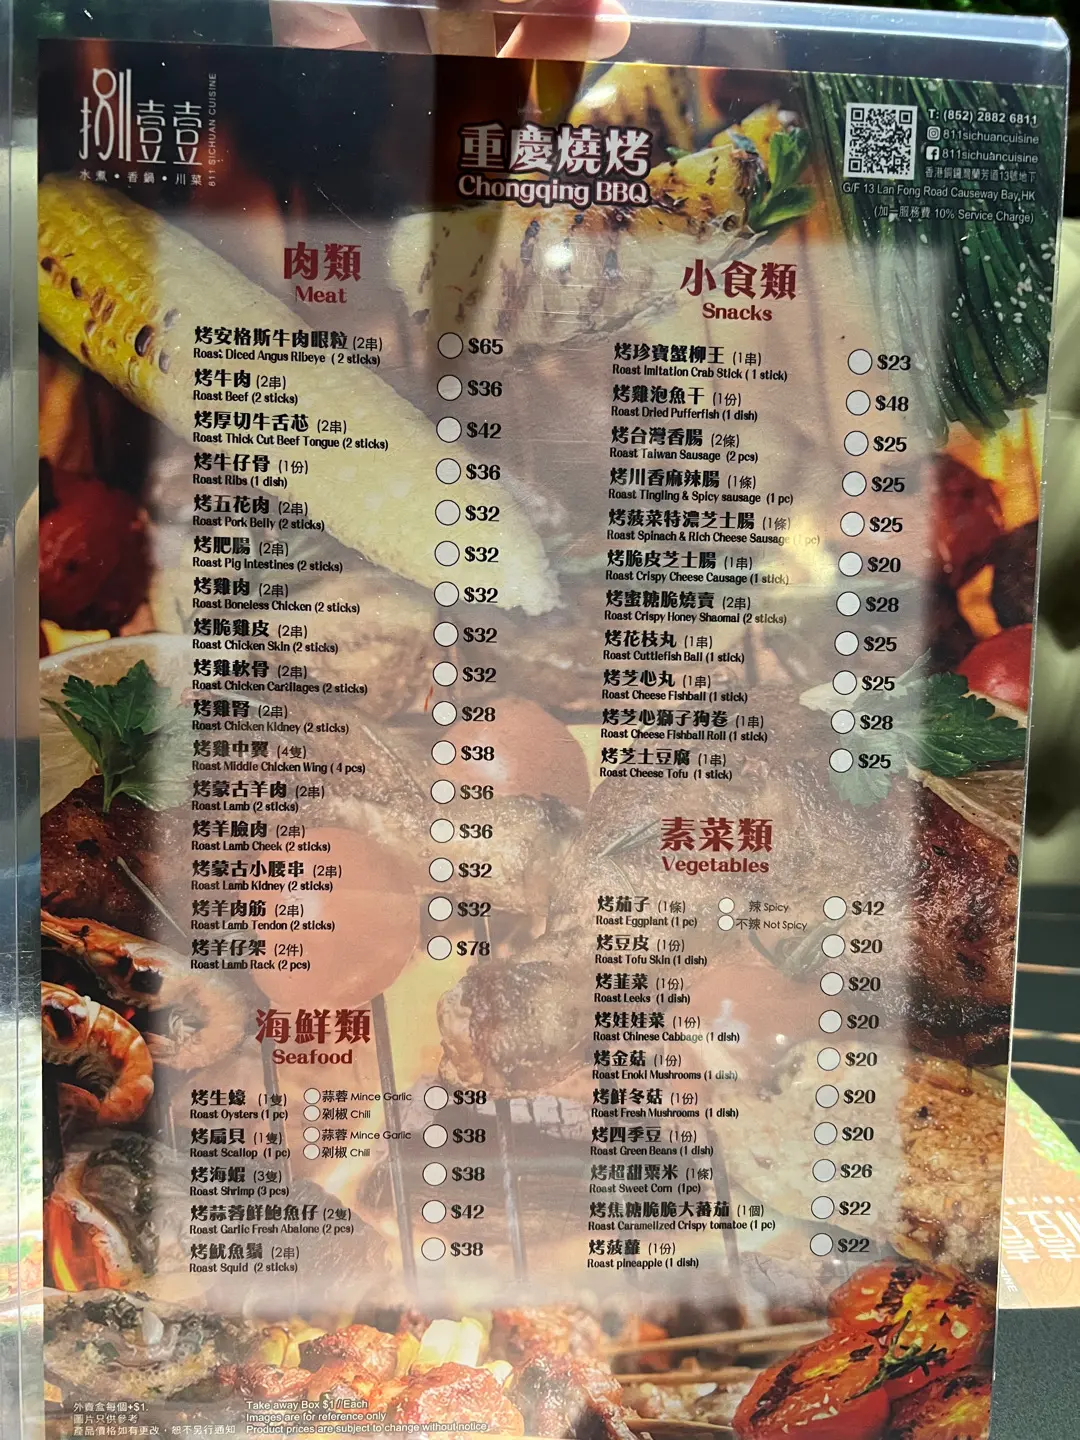 捌壹壹
811 SICHUAN CUISINE
水煮 • 香鍋 • 川菜
重慶燒烤
Chongqing BBQ
T: (852) 2882 6811
811sichuancuisine
811sichuancuisine
香港銅鑼灣蘭芳道13號地下
G/F 13 Lan Fong Road Causeway Bay,HK
(加一服務費 10% Service Charge)
肉類
Meat
烤安格斯牛肉眼粒 (2串)
Roast Diced Angus Ribeye ( 2 sticks) $65
烤牛肉 (2串)
Roast Beef (2 sticks) $36
烤厚切牛舌芯 (2串)
Roast Thick Cut Beef Tongue (2 sticks) $42
烤牛仔骨 (1份)
Roast Ribs (1 dish) $36
烤五花肉 (2串)
Roast Pork Belly (2 sticks) $32
烤肥腸 (2串)
Roast Pig Intestines (2 sticks) $32
烤雞肉 (2串)
Roast Boneless Chicken (2 sticks) $32
烤脆雞皮 (2串)
Roast Chicken Skin (2 sticks) $32
烤雞軟骨 (2串)
Roast Chicken Cartilages (2 sticks) $32
烤雞腎 (2串)
Roast Chicken Kidney (2 sticks) $28
烤雞中翼 (4隻)
Roast Middle Chicken Wing ( 4 pcs) $38
烤蒙古羊肉 (2串)
Roast Lamb (2 sticks) $36
烤羊臉肉 (2串)
Roast Lamb Cheek (2 sticks) $36
烤蒙古小腰串 (2串)
Roast Lamb Kidney (2 sticks) $32
烤羊肉筋 (2串)
Roast Lamb Tendon (2 sticks) $32
烤羊仔架 (2件)
Roast Lamb Rack (2 pcs) $78
海鮮類
Seafood
烤生蠔 (1隻) 蒜蓉 Mince Garlic $38
Roast Oysters (1 pc) 剁椒 Chili
烤扇貝 (1隻) 蒜蓉 Mince Garlic $38
Roast Scallop (1 pc) 剁椒 Chili
烤海蝦 (3隻)
Roast Shrimp (3 pcs) $38
烤蒜蓉鮮鮑魚仔 (2隻)
Roast Garlic Fresh Abalone (2 pcs) $42
烤魷魚鬚 (2串)
Roast Squid (2 sticks) $38
小食類
Snacks
烤珍寶蟹柳王 (1串)
Roast Imitation Crab Stick ( 1 stick) $23
烤雞泡魚干 (1份)
Roast Dried Pufferfish (1 dish) $48
烤台灣香腸 (2條)
Roast Taiwan Sausage (2 pcs) $25
烤川香麻辣腸 (1條)
Roast Tingling & Spicy sausage (1 pc) $25
烤菠菜特濃芝士腸 (1條)
Roast Spinach & Rich Cheese Sausage (1 pc) $25
烤脆皮芝士腸 (1串)
Roast Crispy Cheese Causage (1 stick) $20
烤蜜糖脆燒賣 (2串)
Roast Crispy Honey Shaomai (2 sticks) $28
烤花枝丸 (1串)
Roast Cuttlefish Ball (1 stick) $25
烤芝心丸 (1串)
Roast Cheese Fishball (1 stick) $25
烤芝心獅子狗卷 (1串)
Roast Cheese Fishball Roll (1 stick) $28
烤芝士豆腐 (1串)
Roast Cheese Tofu (1 stick) $25
素菜類
Vegetables
烤茄子 (1條) 辣 Spicy $42
Roast Eggplant (1 pc) 不辣 Not Spicy
烤豆皮 (1份)
Roast Tofu Skin (1 dish) $20
烤韮菜 (1份)
Roast Leeks (1 dish) $20
烤娃娃菜 (1份)
Roast Chinese Cabbage (1 dish) $20
烤金菇 (1份)
Roast Enoki Mushrooms (1 dish) $20
烤鮮冬菇 (1份)
Roast Fresh Mushrooms (1 dish) $20
烤四季豆 (1份)
Roast Green Beans (1 dish) $20
烤超甜粟米 (1條)
Roast Sweet Corn (1pc) $26
烤焦糖脆脆大蕃茄 (1個)
Roast Caramelized Crispy tomatoe (1 pc) $22
烤菠蘿 (1份)
Roast pineapple (1 dish) $22
外賣盒每個+$1. Take away Box $1 / Each
圖片只供參考 Images are for reference only
產品價格如有更改，恕不另行通知 Product prices are subject to change without notice